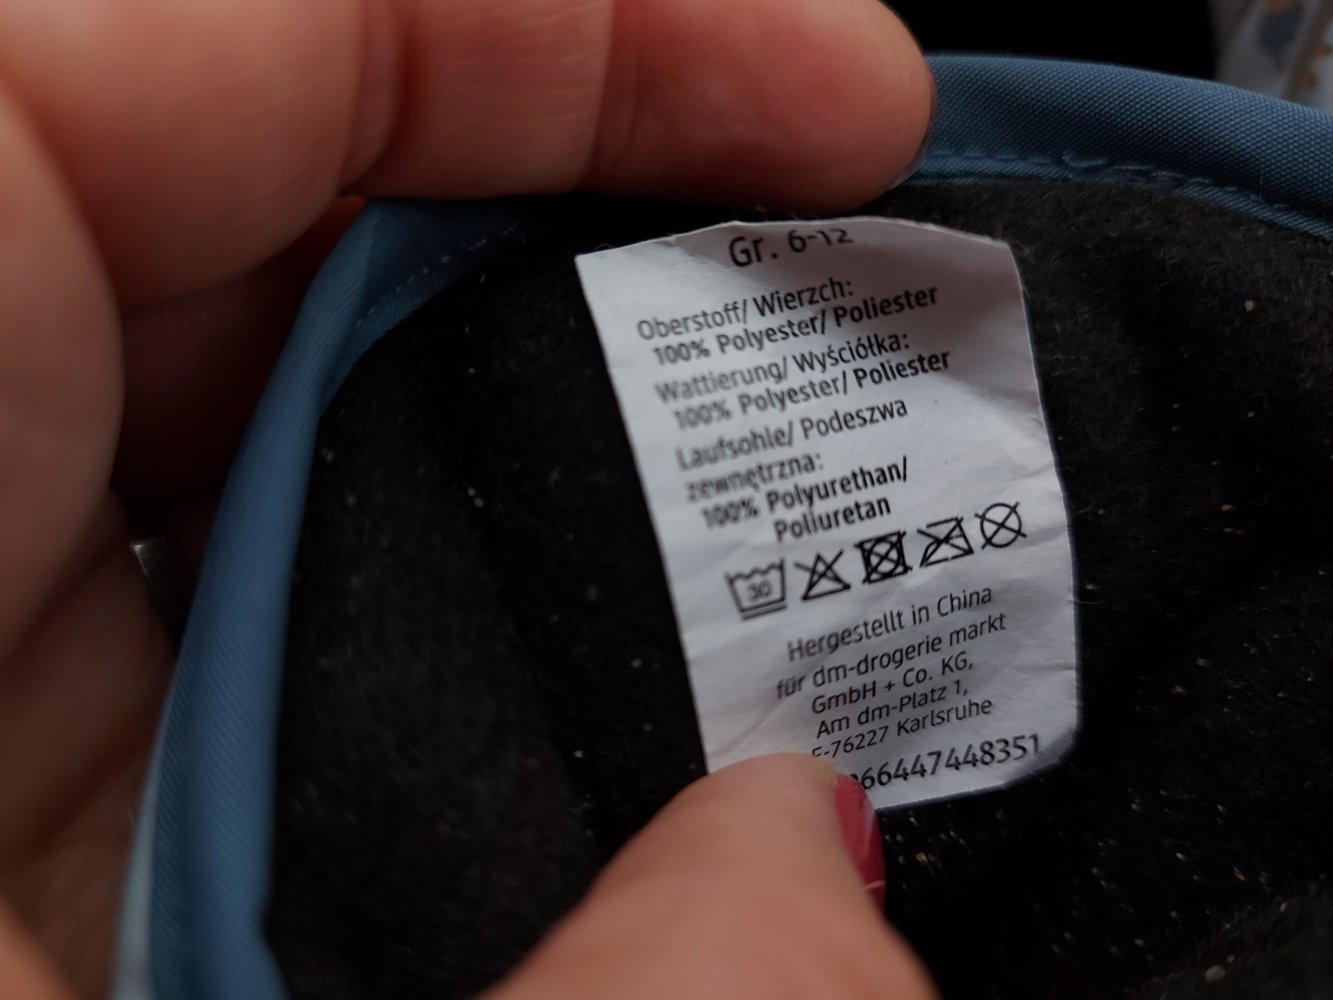 Gr. 6-12
Oberstoff/ Wierzch:
100% Polyester/ Poliester
Wattierung/ Wyściółka:
100% Polyester/ Poliester
Laufsohle/ Podeszwa
zewnętrzna:
100% Polyurethan/
Poliuretan
30
Hergestellt in China
für dm-drogerie markt
GmbH + Co. KG,
Am dm-Platz 1,
76227 Karlsruhe
66447448351